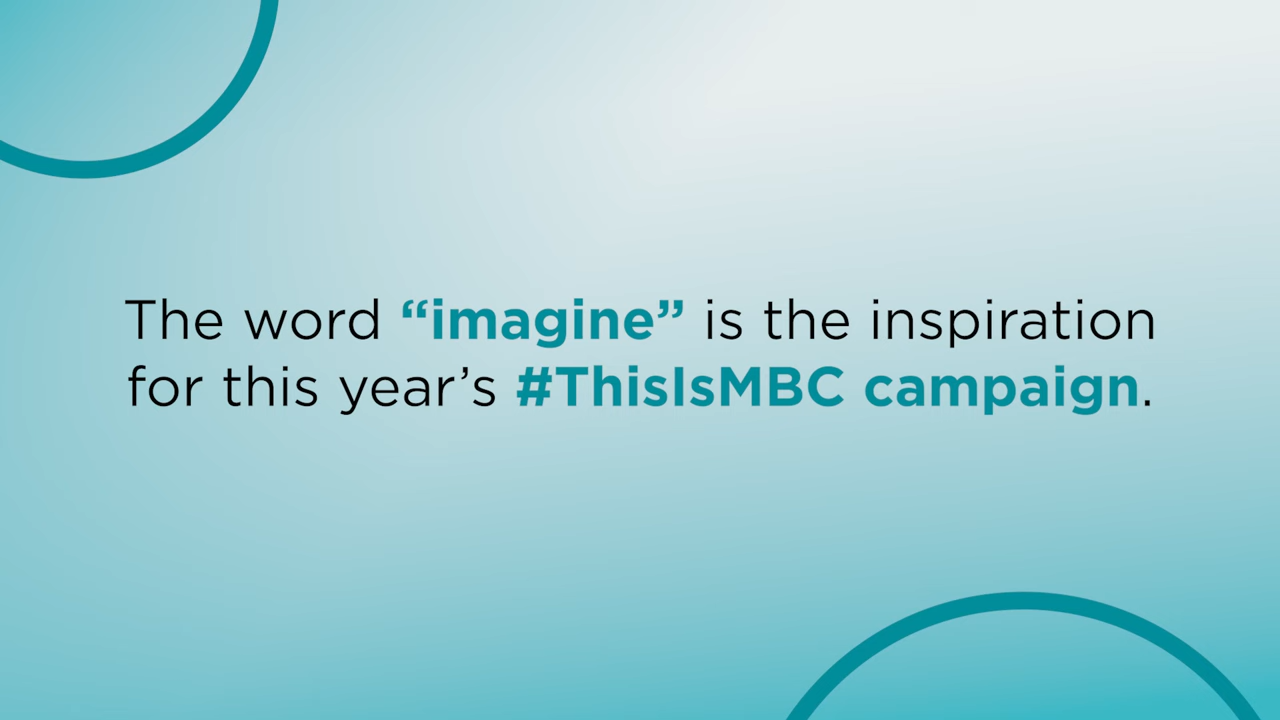 The word “imagine” is the inspiration
for this year’s #ThisIsMBC campaign.